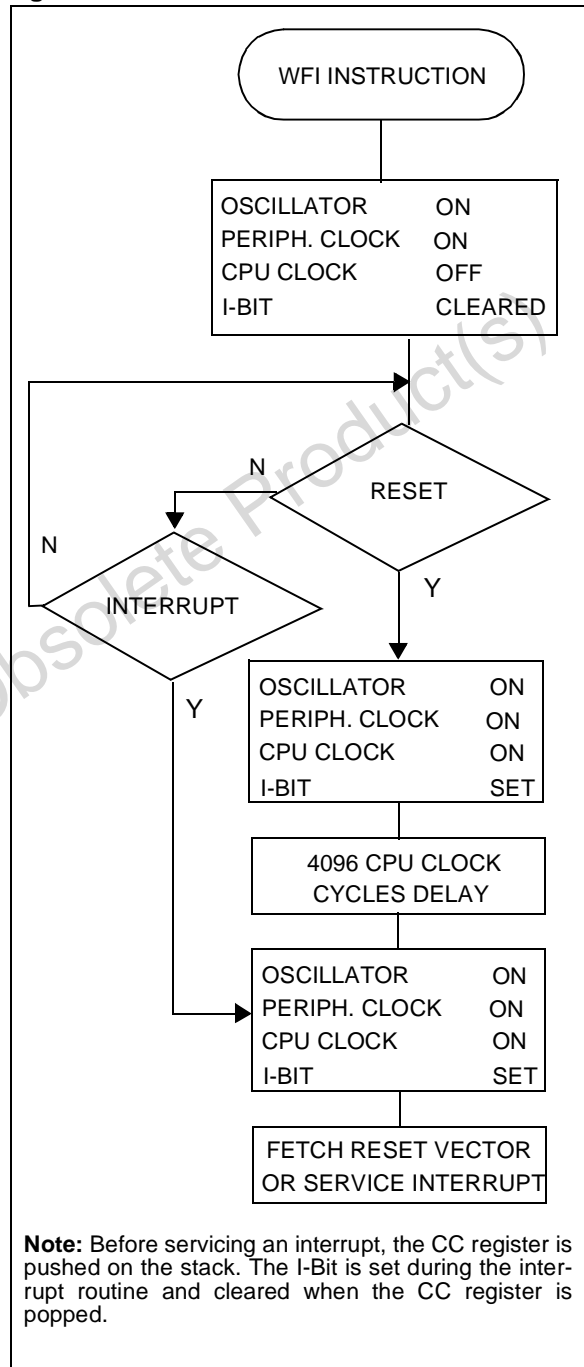 WFI INSTRUCTION
OSCILLATOR ON
PERIPH. CLOCK ON
CPU CLOCK OFF
I-BIT CLEARED
RESET
N
N
INTERRUPT
Y
Y
OSCILLATOR ON
PERIPH. CLOCK ON
CPU CLOCK ON
I-BIT SET
4096 CPU CLOCK
CYCLES DELAY
OSCILLATOR ON
PERIPH. CLOCK ON
CPU CLOCK ON
I-BIT SET
FETCH RESET VECTOR
OR SERVICE INTERRUPT
Note: Before servicing an interrupt, the CC register is
pushed on the stack. The I-Bit is set during the inter-
rupt routine and cleared when the CC register is
popped.
Obsolete Product(s)